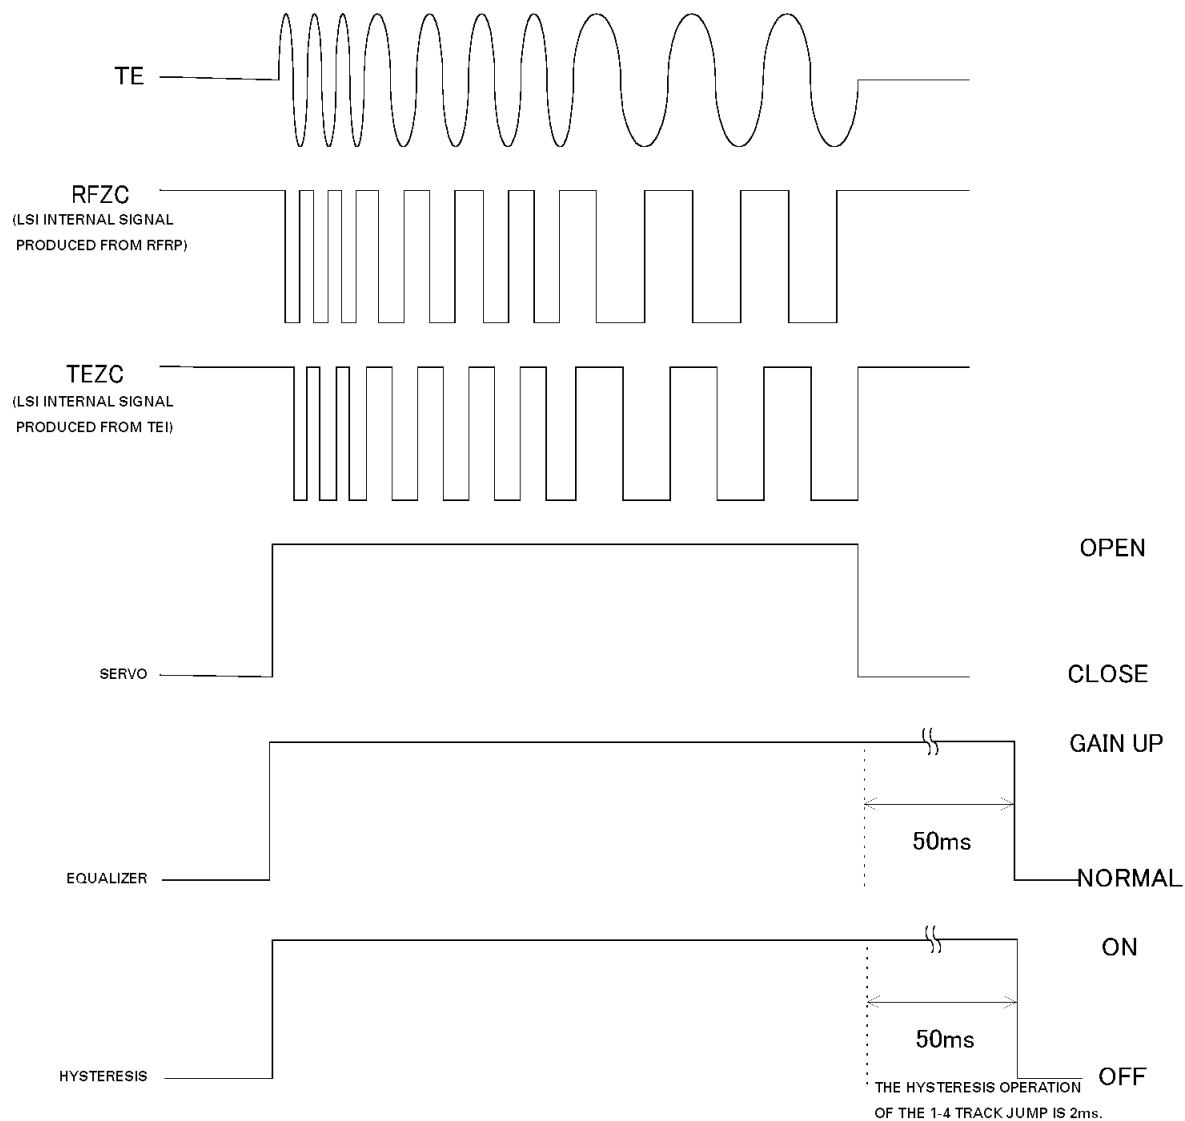 TE
RFZC
(LSI INTERNAL SIGNAL
PRODUCED FROM RFRP)
TEZC
(LSI INTERNAL SIGNAL
PRODUCED FROM TEI)
OPEN
SERVO
CLOSE
GAIN UP
50ms
EQUALIZER
NORMAL
ON
50ms
HYSTERESIS
OFF
THE HYSTERESIS OPERATION
OF THE 1-4 TRACK JUMP IS 2ms.